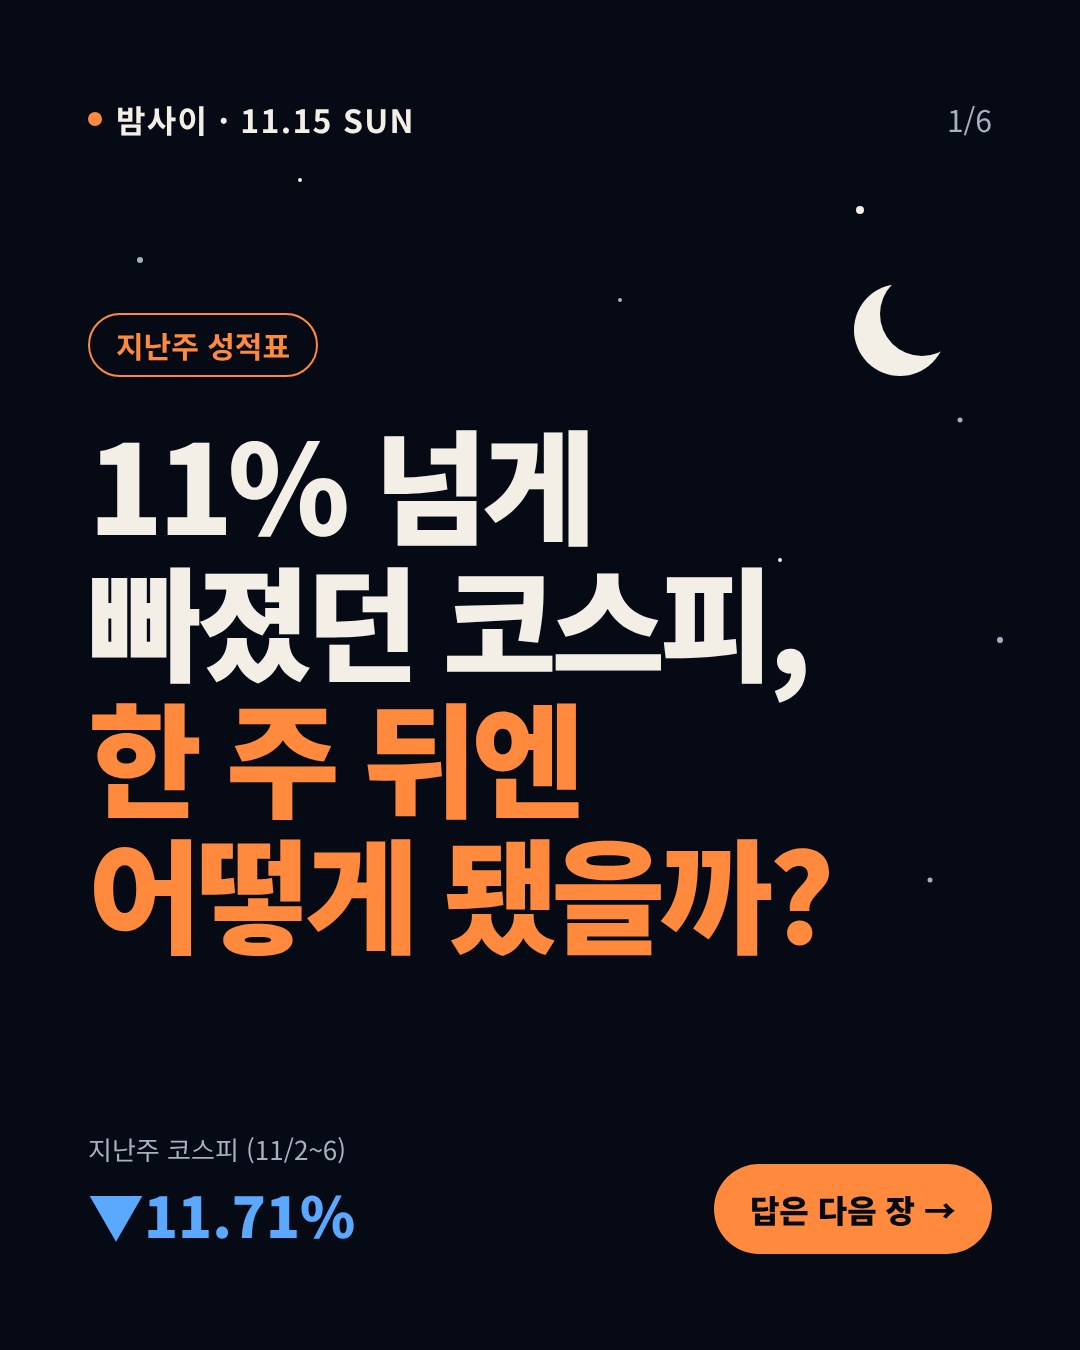 밤사이 · 11.15 SUN
1/6
지난주 성적표
11% 넘게
빠졌던 코스피,
한 주 뒤엔
어떻게 됐을까?
지난주 코스피 (11/2~6)
▼11.71%
답은 다음 장 →